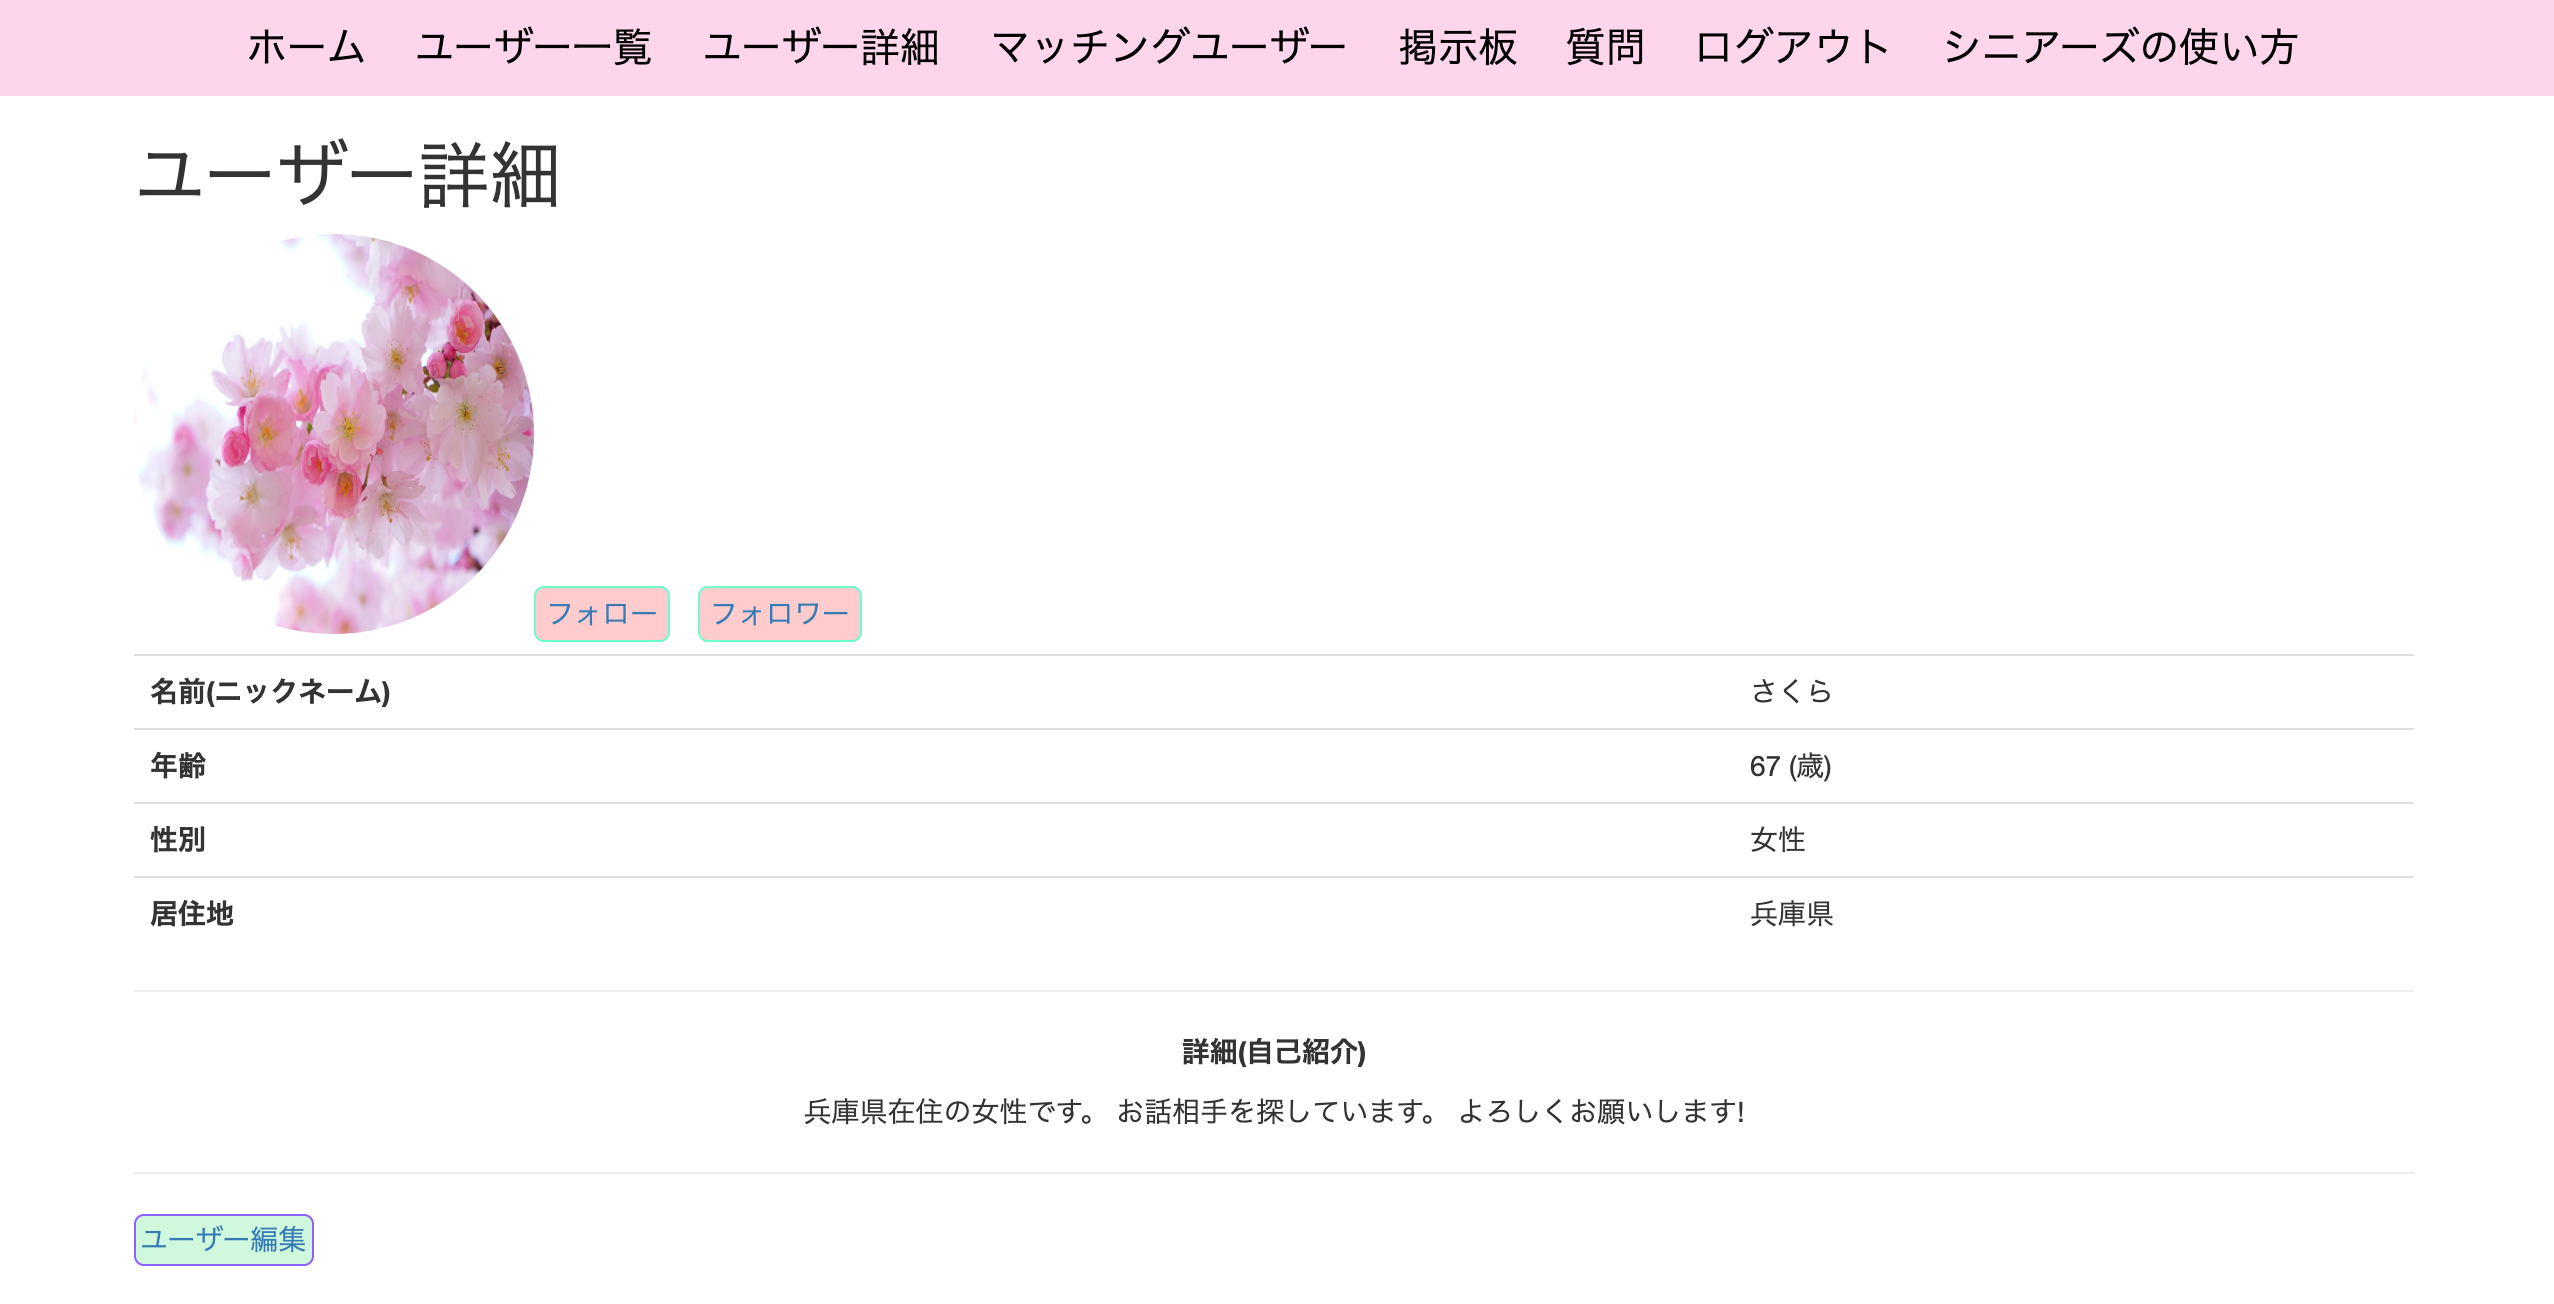 ホーム ユーザー一覧 ユーザー詳細 マッチングユーザー 掲示板 質問 ログアウト シニアーズの使い方
ユーザー詳細
フォロー フォロワー
名前(ニックネーム) さくら
年齢 67 (歳)
性別 女性
居住地 兵庫県
詳細(自己紹介)
兵庫県在住の女性です。 お話相手を探しています。 よろしくお願いします!
ユーザー編集